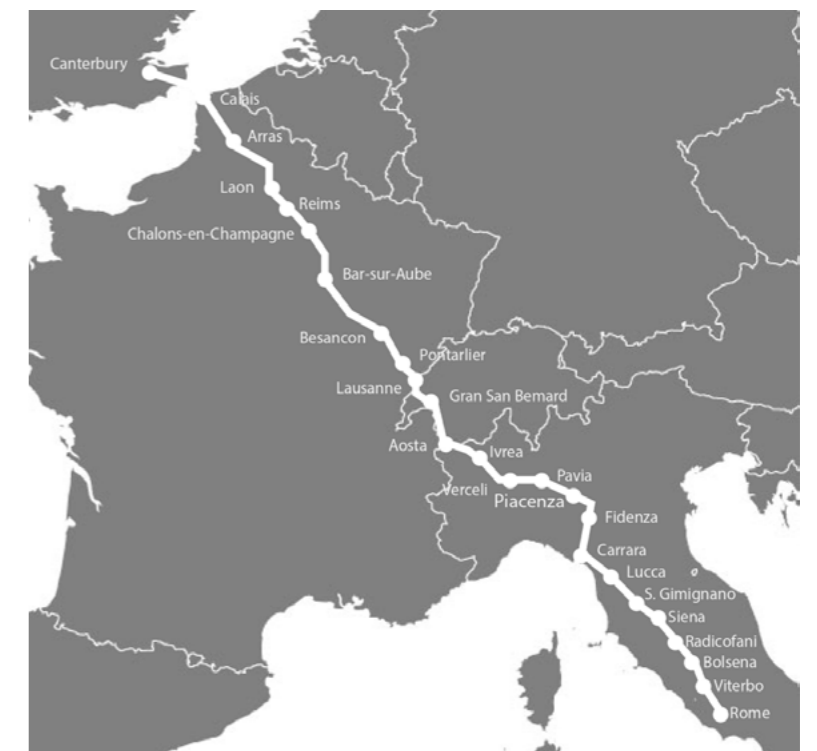 Canterbury
Calais
Arras
Laon
Reims
Chalons-en-Champagne
Bar-sur-Aube
Besancon
Pontarlier
Lausanne
Gran San Bernard
Aosta
Ivrea
Verceli
Pavia
Piacenza
Fidenza
Carrara
Lucca
S. Gimignano
Siena
Radicofani
Bolsena
Viterbo
Rome